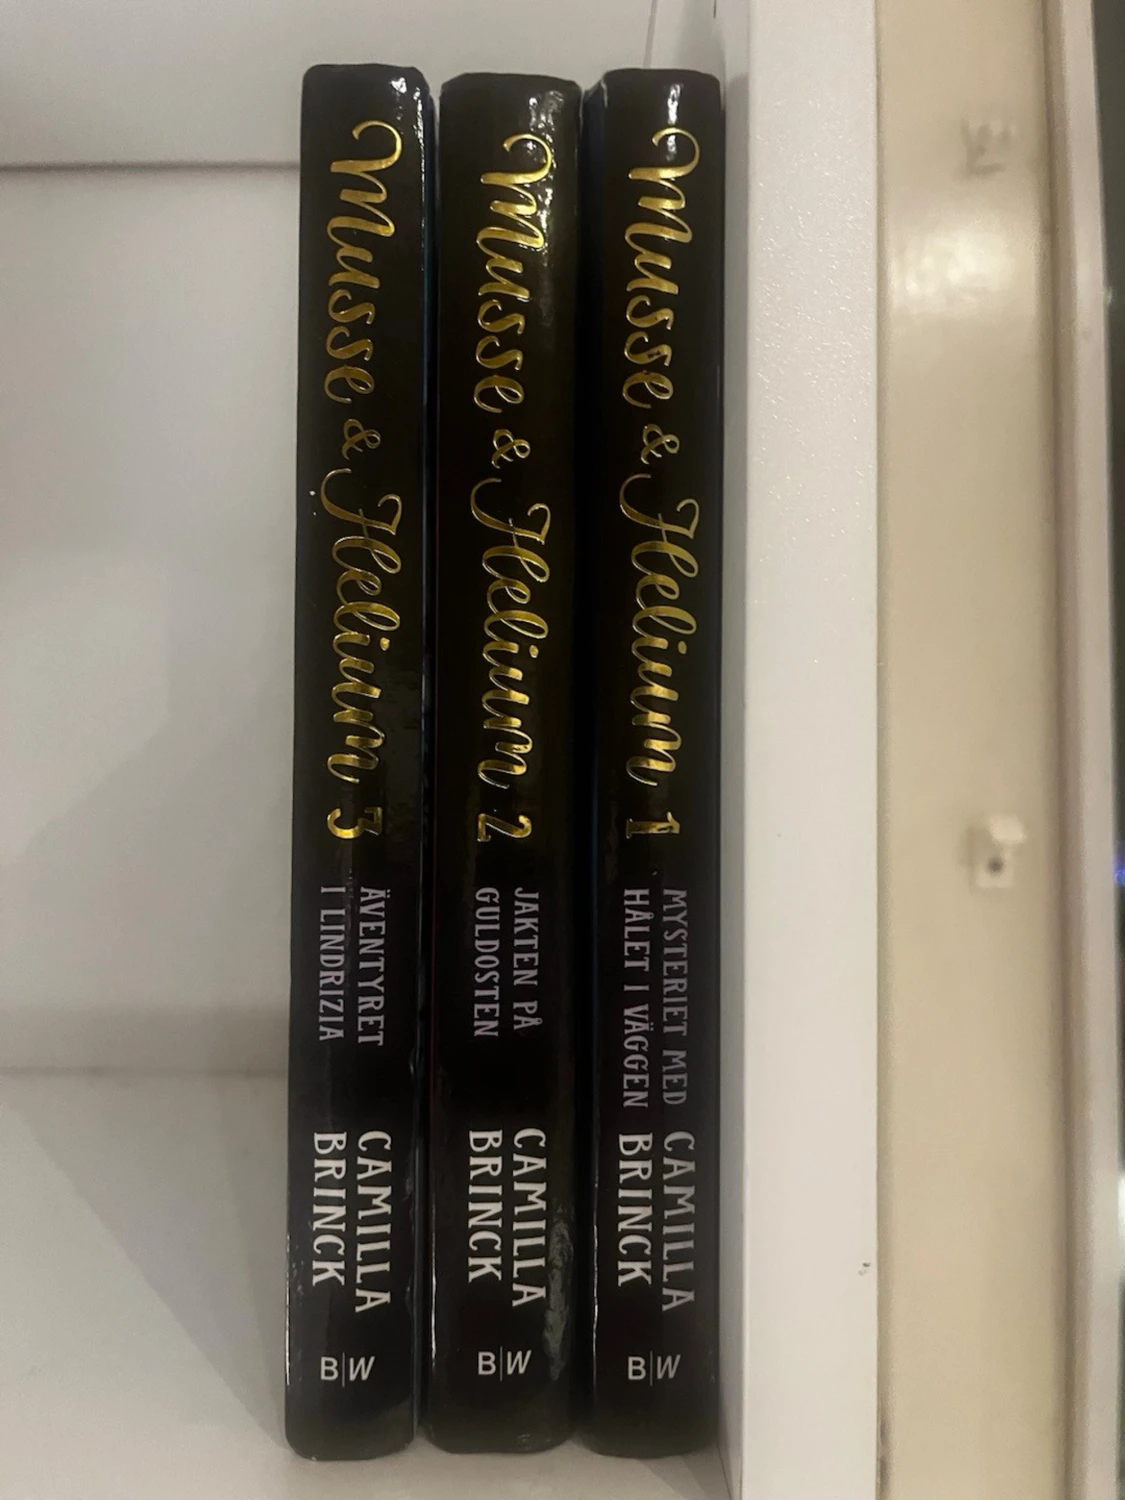 Musse & Helium 3
ÄVENTYRET
I LINDRIZIA
CAMILLA
BRINCK
B|W
Musse & Helium 2
JAKTEN PÅ
GULDOSTEN
CAMILLA
BRINCK
B|W
Musse & Helium 1
MYSTERIET MED
HÅLET I VÄGGEN
CAMILLA
BRINCK
B|W